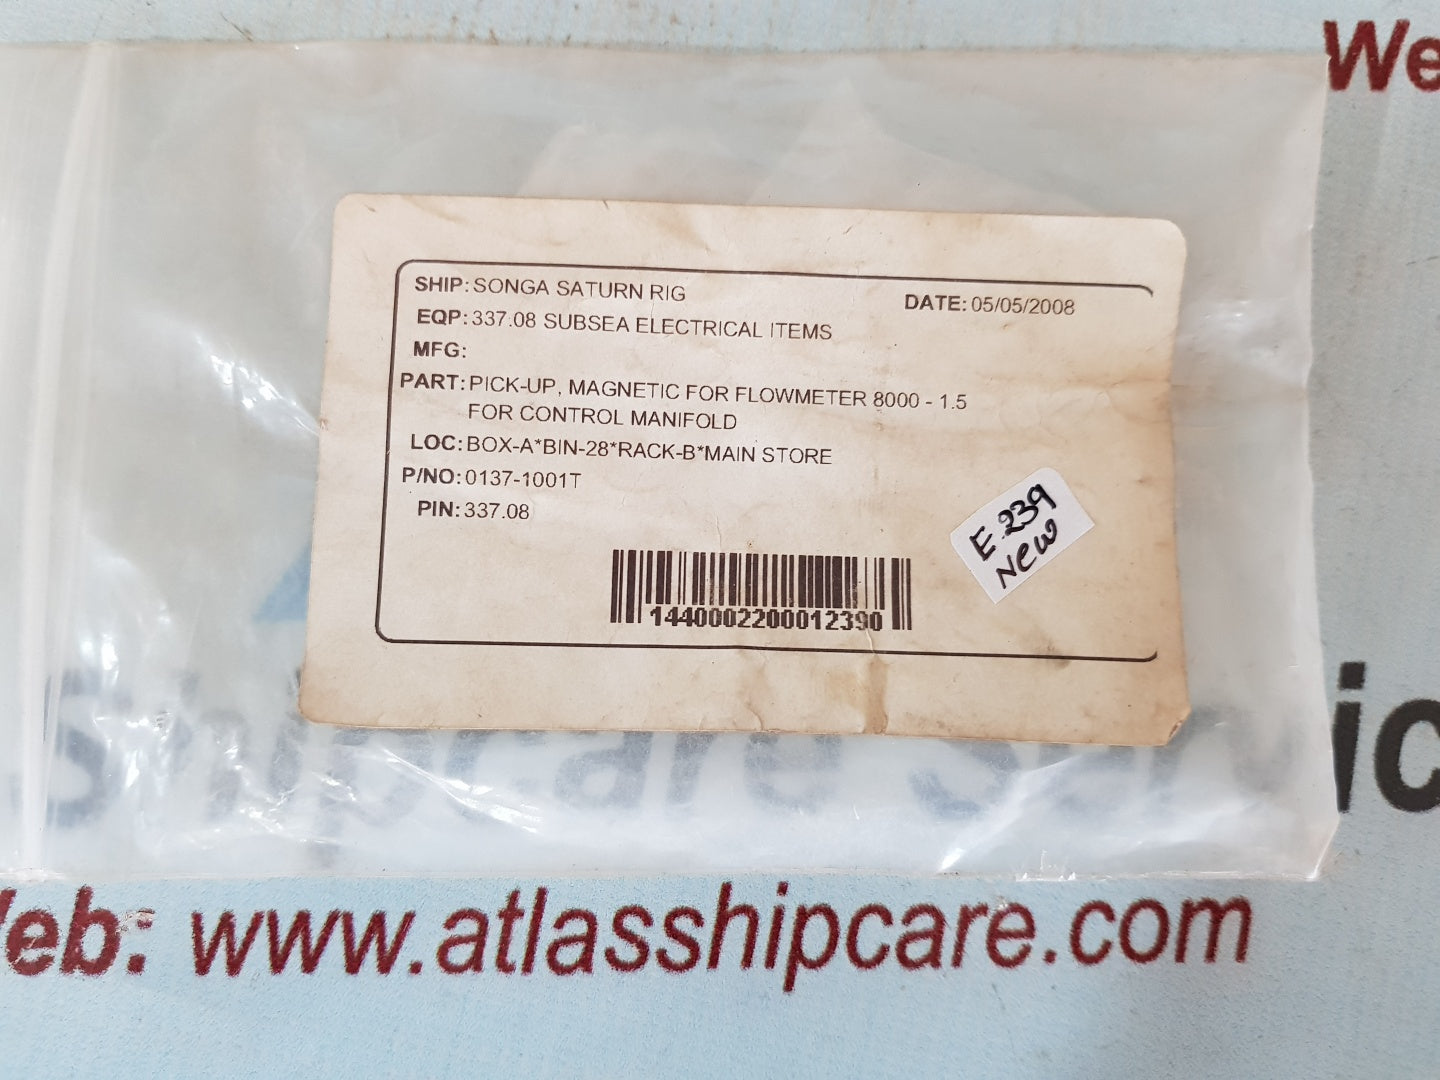 We
SHIP: SONGA SATURN RIG
DATE: 05/05/2008
EQP: 337.08 SUBSEA ELECTRICAL ITEMS
MFG:
PART: PICK-UP, MAGNETIC FOR FLOWMETER 8000 - 1.5
FOR CONTROL MANIFOLD
LOC: BOX-A*BIN-28*RACK-B*MAIN STORE
P/NO: 0137-1001T
PIN: 337.08
E 239
New
1440002200012390
Shipcare Servic
Web: www.atlasshipcare.com